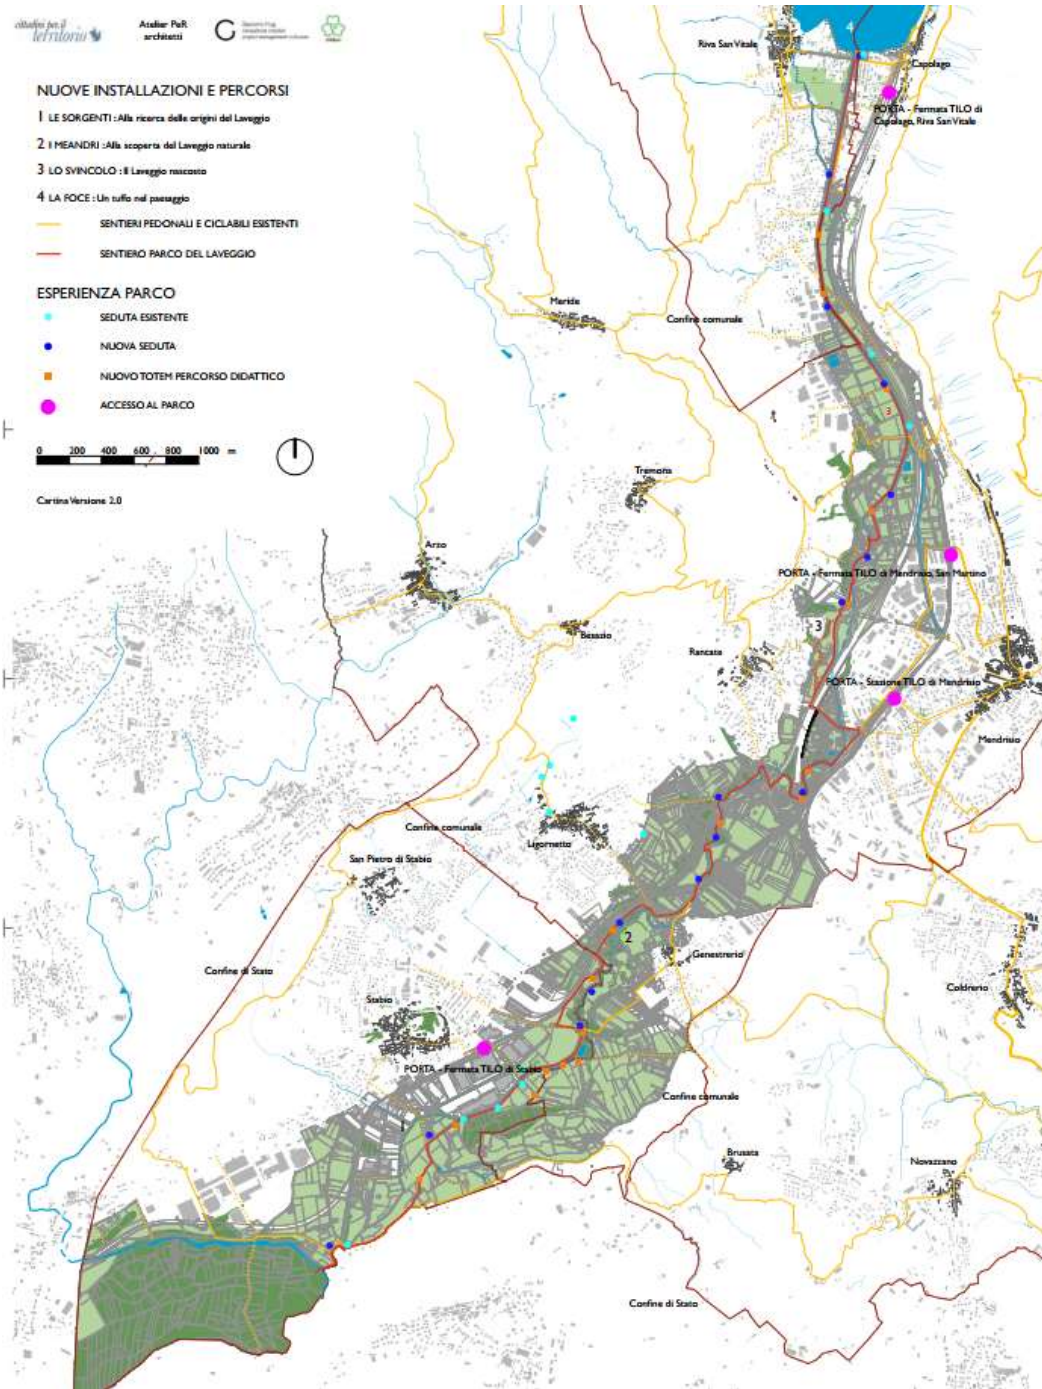 cittadini per il
territorio
Atelier PeR
architetti
NUOVE INSTALLAZIONI E PERCORSI
1 LE SORGENTI : Alla ricerca delle origini del Laveggio
2 I MEANDRI : Alla scoperta del Laveggio naturale
3 LO SVINCOLO : Il Laveggio nascosto
4 LA FOCE : Un tuffo nel paesaggio
SENTIERI PEDONALI E CICLABILI ESISTENTI
SENTIERO PARCO DEL LAVEGGIO
ESPERIENZA PARCO
SEDUTA ESISTENTE
NUOVA SEDUTA
NUOVO TOTEM PERCORSO DIDATTICO
ACCESSO AL PARCO
0 200 400 600 800 1000 m
Cartina Versione 2.0
4
Riva San Vitale
Capolago
PORTA - Fermata TILO di
Capolago, Riva San Vitale
Meride
Confine comunale
3
Tremona
Arzo
PORTA - Fermata TILO di Mendrisio, San Martino
Besazio
3
Rancate
PORTA - Stazione TILO di Mendrisio
Mendrisio
Confine comunale
Ligornetto
San Pietro di Stabio
2
Genestrerio
Confine di Stato
Coldrerio
Stabio
PORTA - Fermata TILO di Stabio
Confine comunale
1
Brusata
Novazzano
Confine di Stato